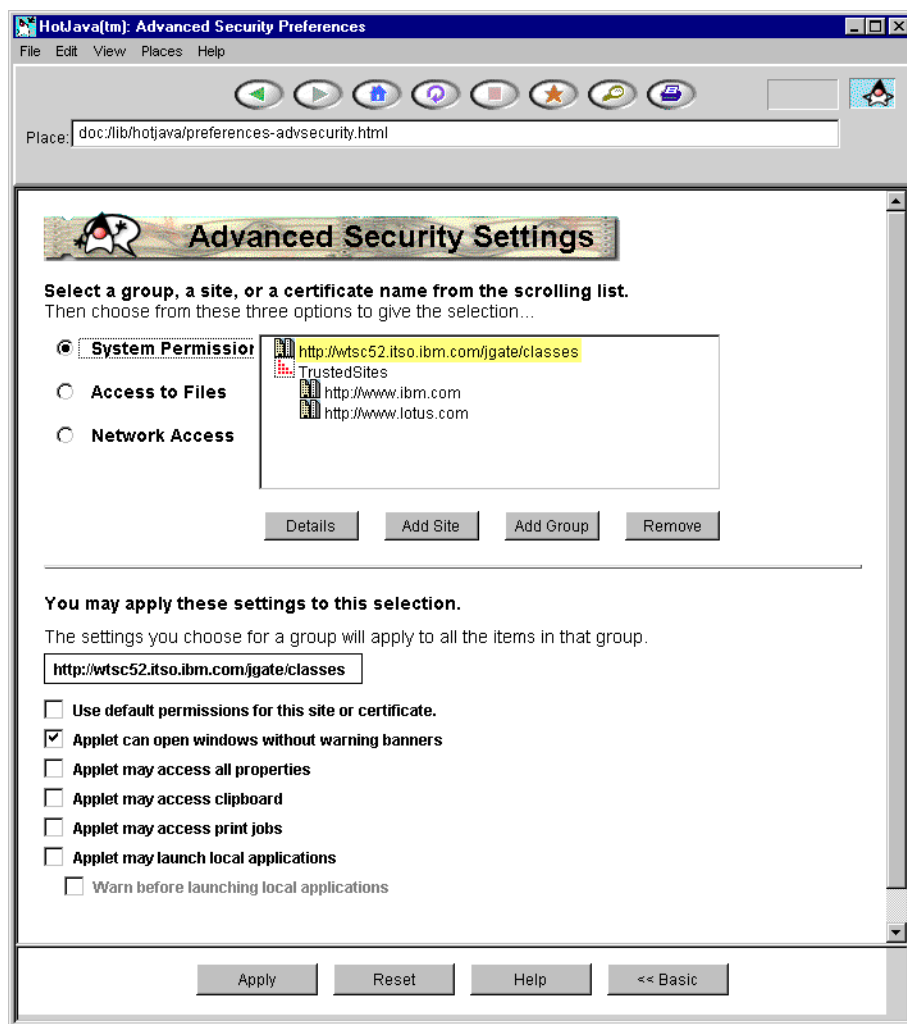 HotJava(tm): Advanced Security Preferences
File Edit View Places Help
Place: doc:/lib/hotjava/preferences-advsecurity.html
Advanced Security Settings
Select a group, a site, or a certificate name from the scrolling list.
Then choose from these three options to give the selection...
System Permission
http://wtsc52.itso.ibm.com/jgate/classes
TrustedSites
Access to Files
http://www.ibm.com
http://www.lotus.com
Network Access
Details Add Site Add Group Remove
You may apply these settings to this selection.
The settings you choose for a group will apply to all the items in that group.
http://wtsc52.itso.ibm.com/jgate/classes
Use default permissions for this site or certificate.
Applet can open windows without warning banners
Applet may access all properties
Applet may access clipboard
Applet may access print jobs
Applet may launch local applications
Warn before launching local applications
Apply Reset Help << Basic